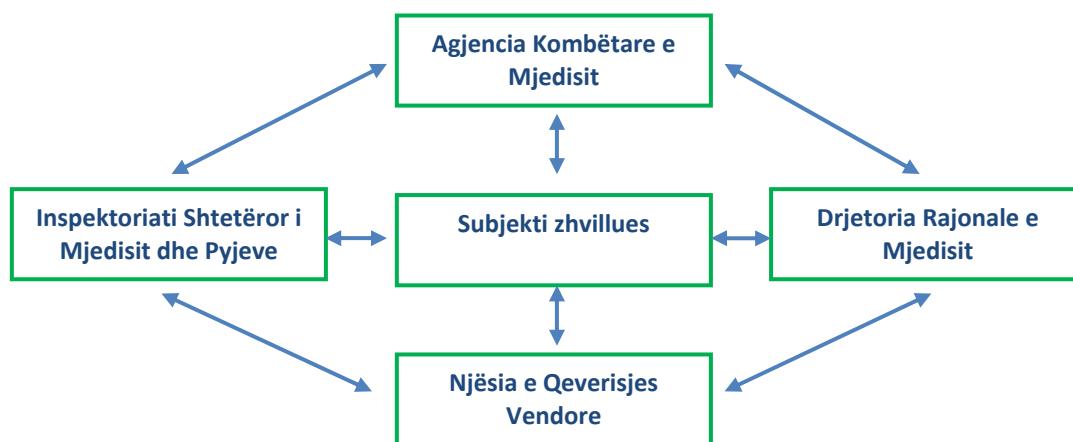 Agjencia Kombëtare e
Mjedisit
Inspektoriati Shtetëror i
Mjedisit dhe Pyjeve
Subjekti zhvillues
Drjetoria Rajonale e
Mjedisit
Njësia e Qeverisjes
Vendore